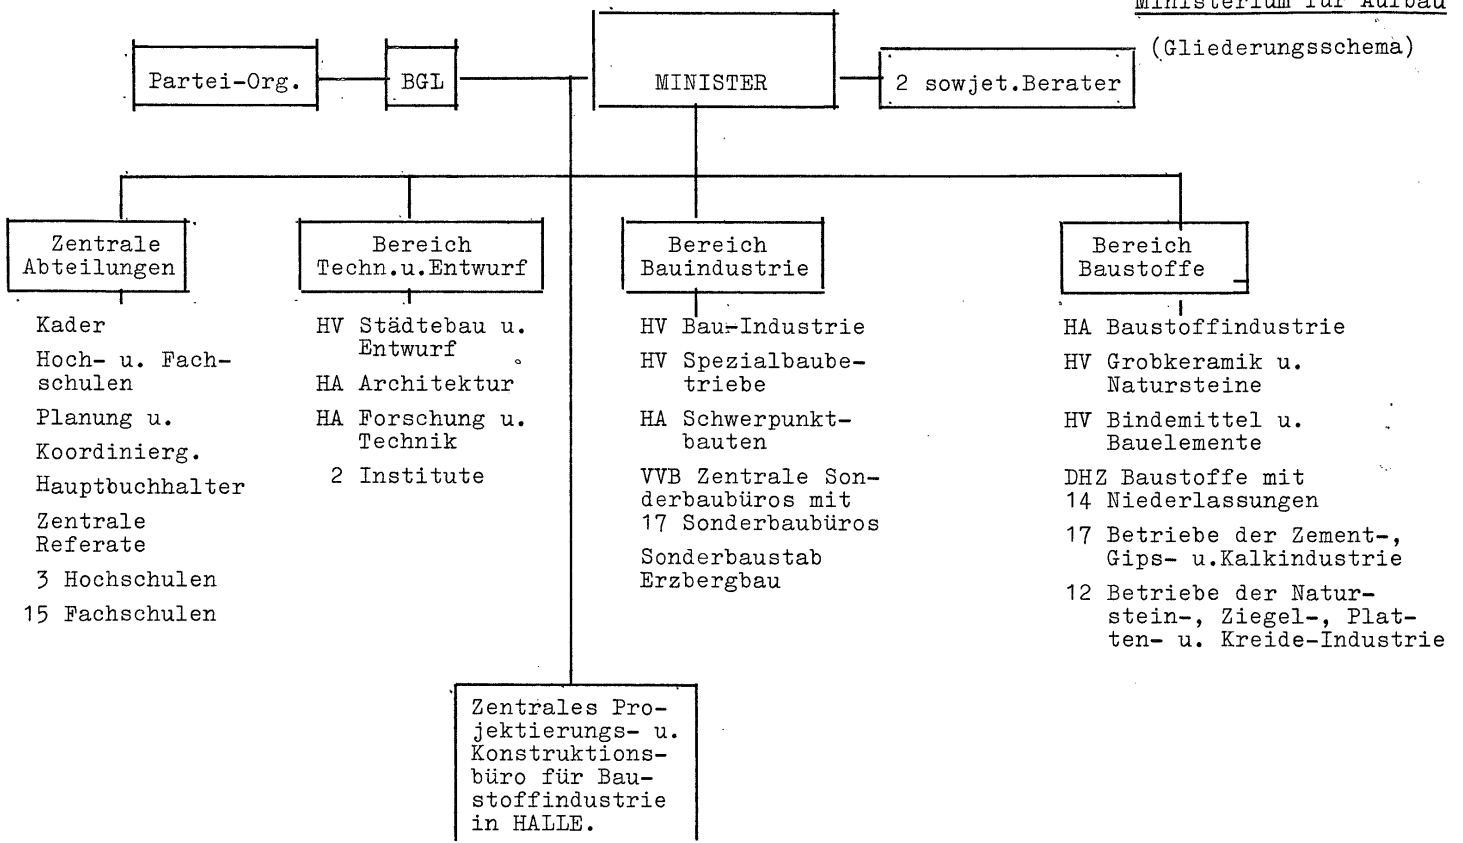 Ministerium für Aufbau
(Gliederungsschema)
Partei-Org.
BGL
MINISTER
2 sowjet.Berater
Zentrale
Abteilungen
Kader
Hoch- u. Fach-
schulen
Planung u.
Koordinierg.
Hauptbuchhalter
Zentrale
Referate
3 Hochschulen
15 Fachschulen
Bereich
Techn.u.Entwurf
HV Städtebau u.
Entwurf
HA Architektur
HA Forschung u.
Technik
2 Institute
Bereich
Bauindustrie
HV Bau-Industrie
HV Spezialbaube-
triebe
HA Schwerpunkt-
bauten
VVB Zentrale Son-
derbaubüros mit
17 Sonderbaubüros
Sonderbaustab
Erzbergbau
Bereich
Baustoffe
HA Baustoffindustrie
HV Grobkeramik u.
Natursteine
HV Bindemittel u.
Bauelemente
DHZ Baustoffe mit
14 Niederlassungen
17 Betriebe der Zement-,
Gips- u.Kalkindustrie
12 Betriebe der Natur-
stein-, Ziegel-, Plat-
ten- u. Kreide-Industrie
Zentrales Pro-
jektierungs- u.
Konstruktions-
büro für Bau-
stoffindustrie
in HALLE.